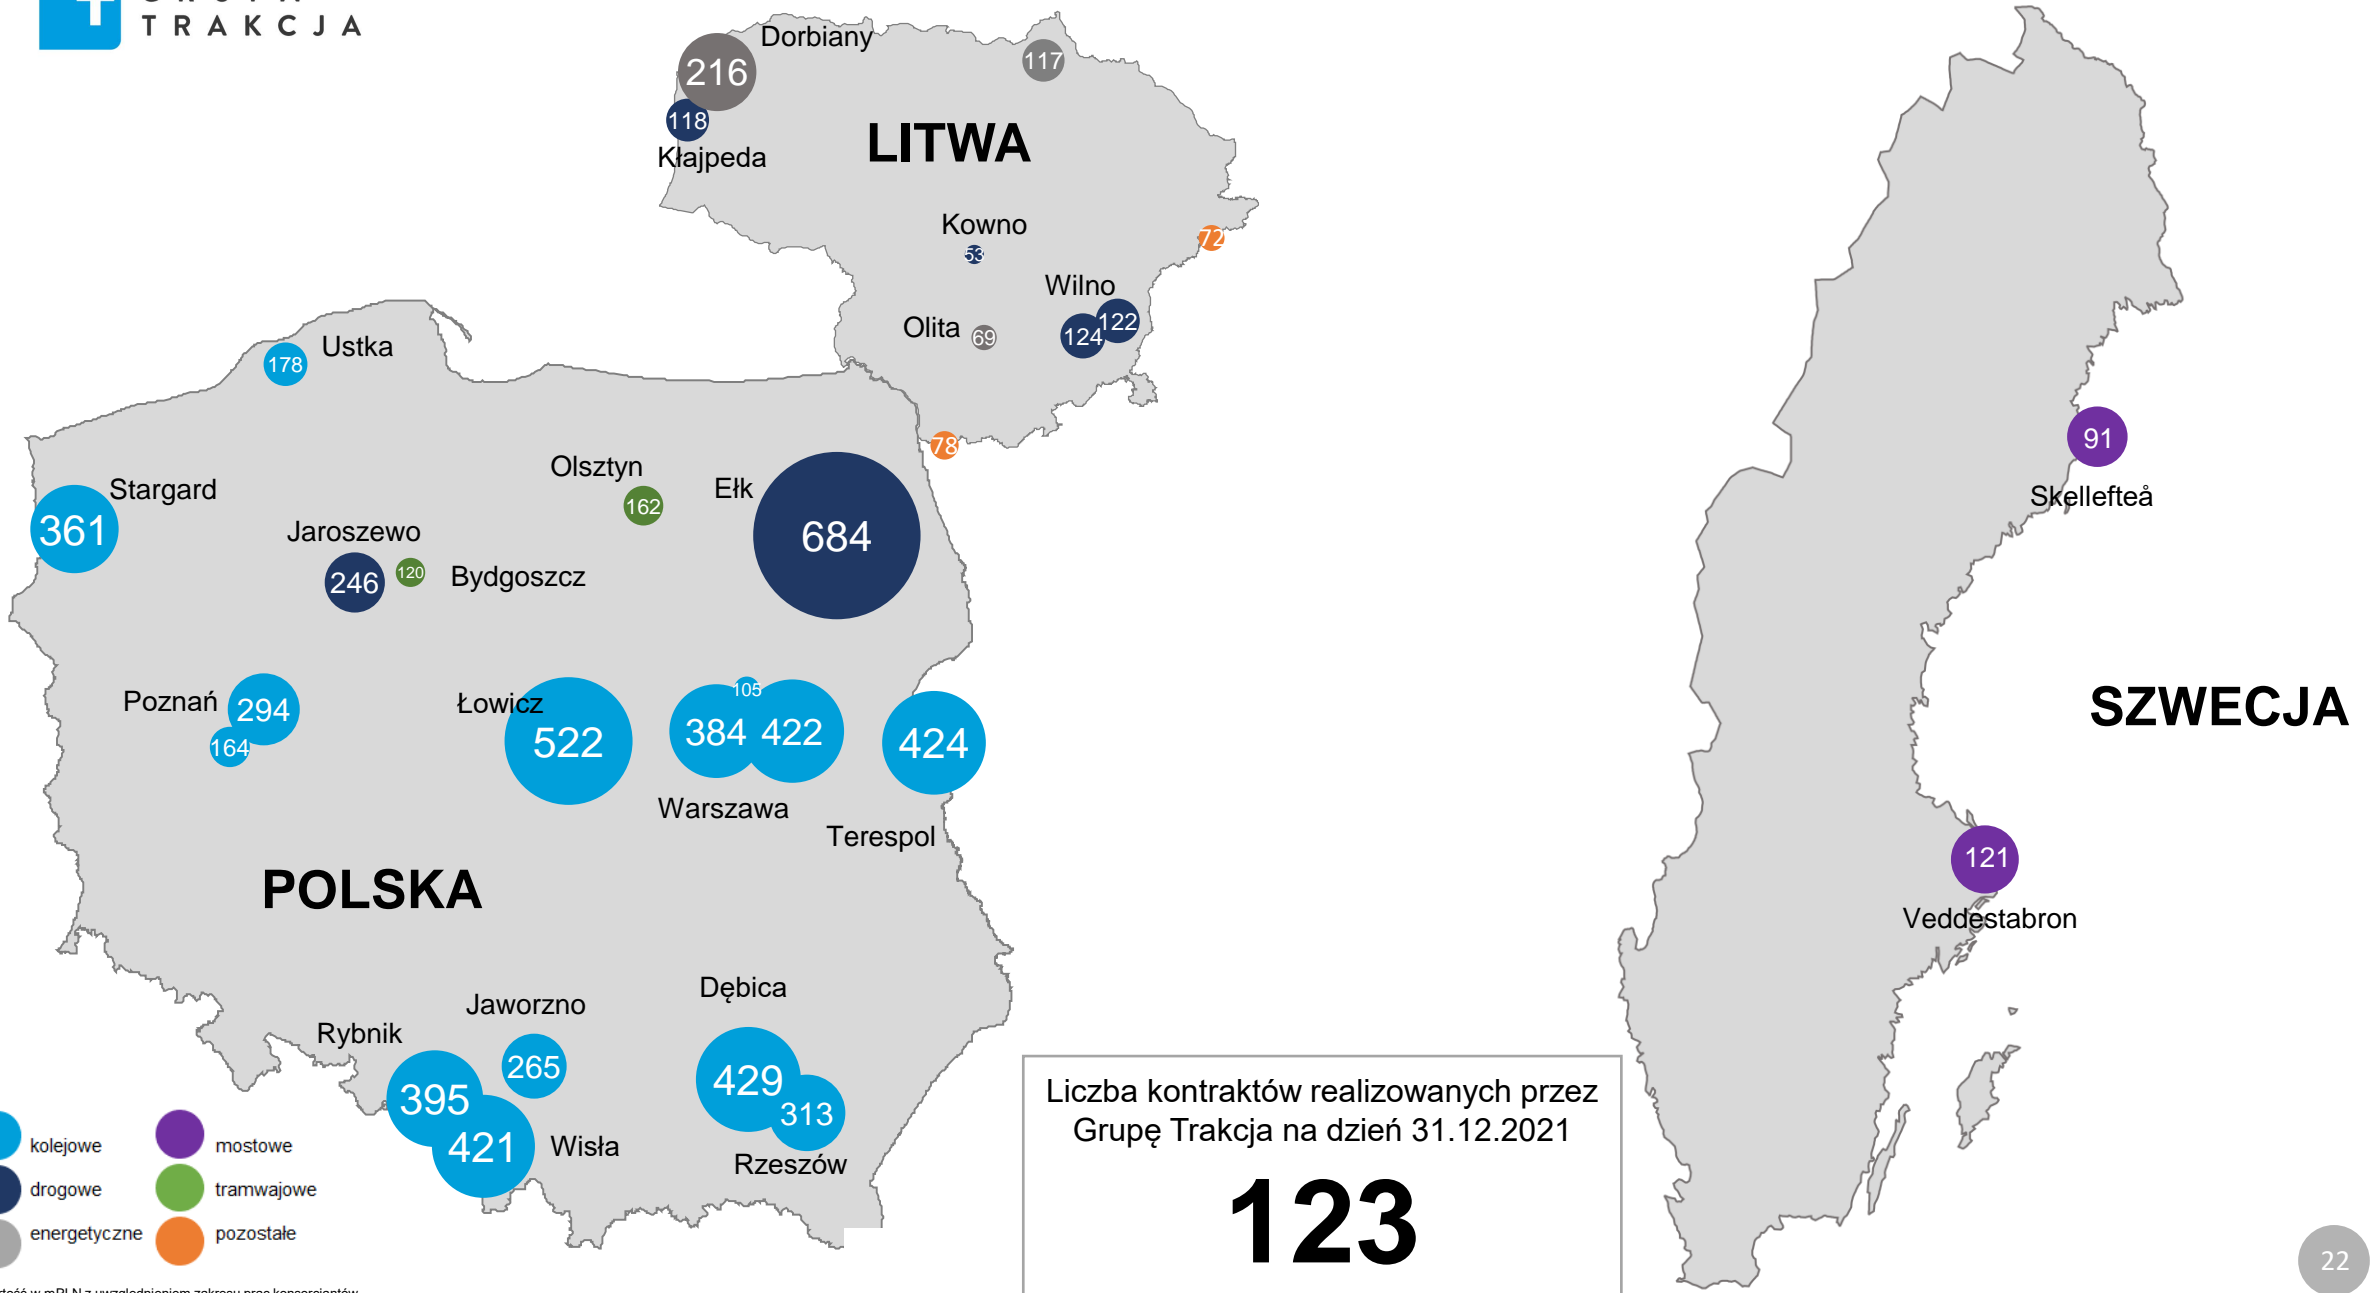 TRAKCJA
Dorbiany
216
117
118
Kłajpeda
LITWA
Kowno
53
72
Wilno
122
124
Olita
69
78
Ustka
178
Stargard
361
Olsztyn
162
Ełk
684
Jaroszewo
246
120
Bydgoszcz
Poznań
294
164
Łowicz
522
105
384
422
Warszawa
424
Terespol
POLSKA
Dębica
429
313
Rzeszów
Jaworzno
265
Rybnik
395
421
Wisła
91
Skellefteå
SZWECJA
121
Veddestabron
kolejowe
mostowe
drogowe
tramwajowe
energetyczne
pozostałe
Liczba kontraktów realizowanych przez
Grupę Trakcja na dzień 31.12.2021
123
22